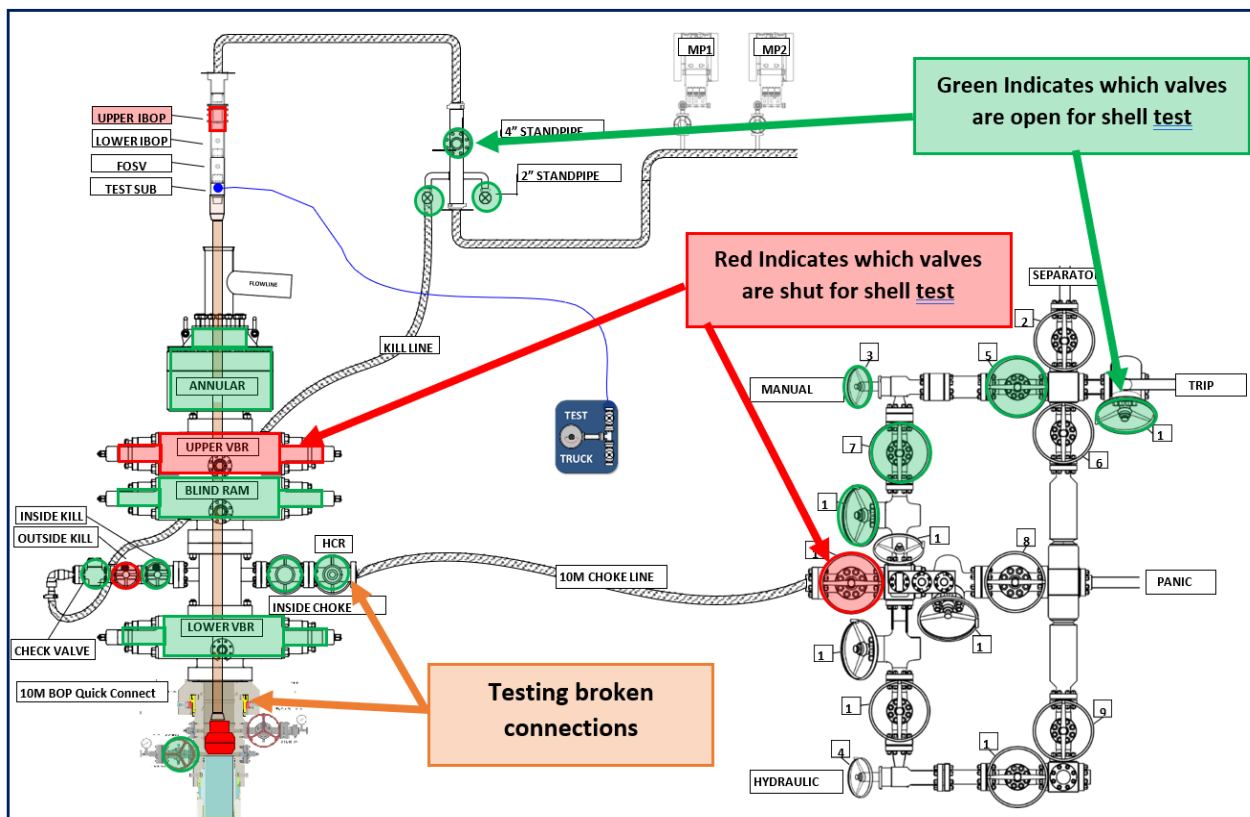 MP1
MP2
Green Indicates which valves
are open for shell test
UPPER IBOP
LOWER IBOP
FOSV
TEST SUB
4” STANDPIPE
2” STANDPIPE
Red Indicates which valves
are shut for shell test
FLOWLINE
SEPARATO
2
KILL LINE
3
5
MANUAL
TRIP
ANNULAR
TEST
TRUCK
1
6
UPPER VBR
7
BLIND RAM
INSIDE KILL
OUTSIDE KILL
1
HCR
1
1
8
10M CHOKE LINE
PANIC
INSIDE CHOKE
LOWER VBR
CHECK VALVE
1
1
10M BOP Quick Connect
Testing broken
connections
1
9
4
1
HYDRAULIC